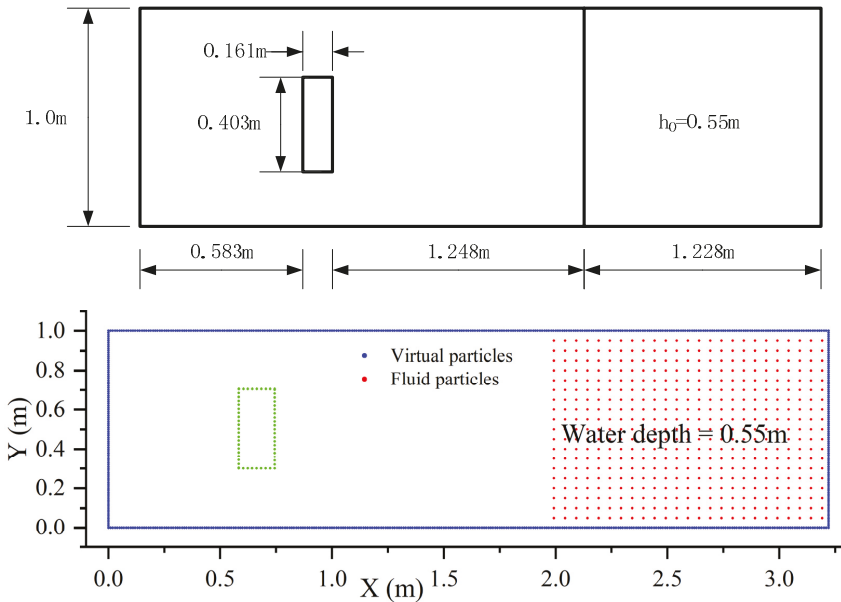 0.161m
1.0m
0.403m
h0=0.55m
0.583m
1.248m
1.228m
Y (m)
1.0
0.8
0.6
0.4
0.2
0.0
Virtual particles
Fluid particles
Water depth = 0.55m
0.0
0.5
1.0
1.5
2.0
2.5
3.0
X (m)